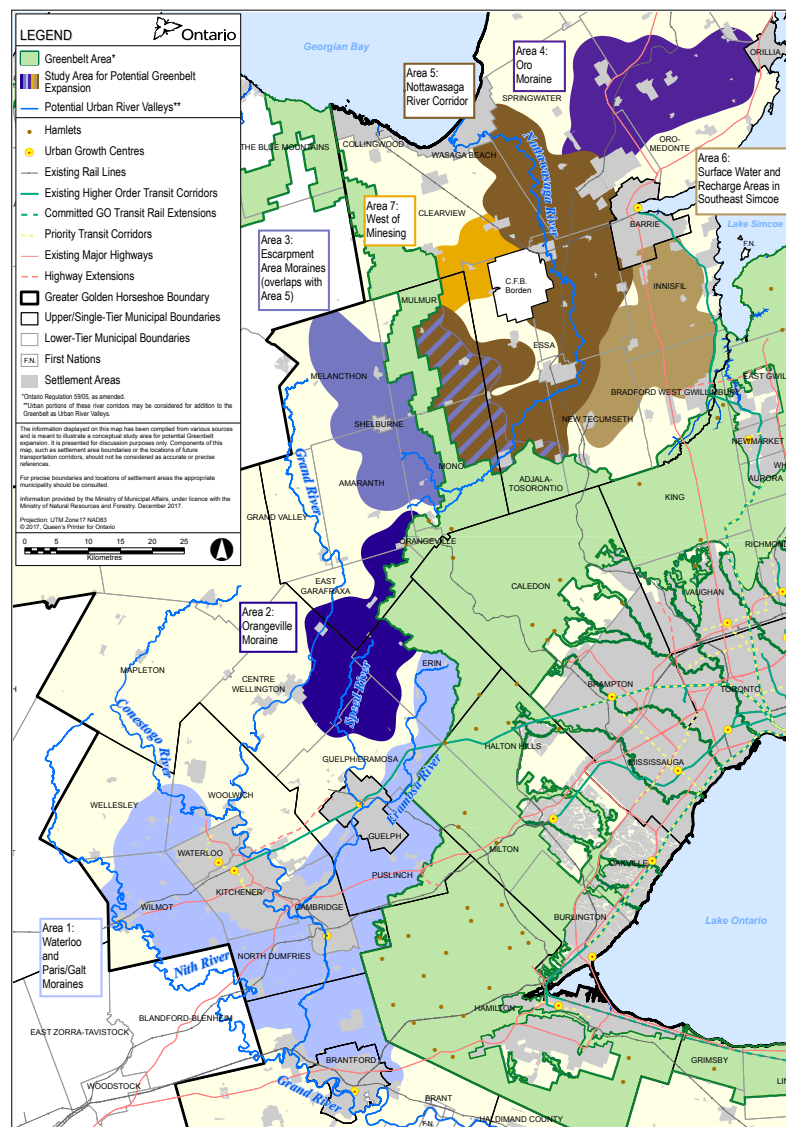 LEGEND
Ontario
Greenbelt Area*
Study Area for Potential Greenbelt
Expansion
Potential Urban River Valleys**
Hamlets
Urban Growth Centres
Existing Rail Lines
Existing Higher Order Transit Corridors
Committed GO Transit Rail Extensions
Priority Transit Corridors
Existing Major Highways
Highway Extensions
Greater Golden Horseshoe Boundary
Upper/Single-Tier Municipal Boundaries
Lower-Tier Municipal Boundaries
F.N. First Nations
Settlement Areas
*Ontario Regulation 59/05, as amended.
**Urban portions of these river corridors may be considered for addition to the
Greenbelt as Urban River Valleys.
The information displayed on this map has been compiled from various sources
and is meant to illustrate a conceptual study area for potential Greenbelt
expansion. It is presented for discussion purposes only. Components of this
map, such as settlement area boundaries or the locations of future
transportation corridors, should not be considered as accurate or precise
references.
For precise boundaries and locations of settlement areas the appropriate
municipality should be consulted.
Information provided by the Ministry of Municipal Affairs, under licence with the
Ministry of Natural Resources and Forestry. December 2017.
Projection: UTM Zone17 NAD83
© 2017, Queen's Printer for Ontario
0 5 10 15 20 25
Kilometres
Georgian Bay
Area 4:
Oro
Moraine
ORILLIA
Area 5:
Nottawasaga
River Corridor
SPRINGWATER
ORO-
MEDONTE
THE BLUE MOUNTAINS
COLLINGWOOD
WASAGA BEACH
Nottawasaga River
Area 6:
Surface Water and
Recharge Areas in
Southeast Simcoe
Area 7:
West of
Minesing
CLEARVIEW
BARRIE
Lake Simcoe
F.N.
Area 3:
Escarpment
Area Moraines
(overlaps with
Area 5)
C.F.B.
Borden
INNISFIL
MULMUR
ESSA
MELANCTHON
BRADFORD WEST GWILLIMBURY
EAST GWIL
SHELBURNE
NEW TECUMSETH
NEWMARKET
WH
AURORA
MONO
ADJALA-
TOSORONTIO
KING
AMARANTH
Grand River
GRAND VALLEY
ORANGEVILLE
RICHMOND
EAST
GARAFRAXA
CALEDON
VAUGHAN
Area 2:
Orangeville
Moraine
MAPLETON
CENTRE
WELLINGTON
ERIN
Speed River
BRAMPTON
TORONTO
Conestogo River
HALTON HILLS
GUELPH/ERAMOSA
Eramosa River
MISSISSAUGA
WELLESLEY
WOOLWICH
GUELPH
WATERLOO
MILTON
OAKVILLE
KITCHENER
PUSLINCH
WILMOT
CAMBRIDGE
BURLINGTON
Lake Ontario
Area 1:
Waterloo
and
Paris/Galt
Moraines
NORTH DUMFRIES
Nith River
HAMILTON
BLANDFORD-BLENHEIM
EAST ZORRA-TAVISTOCK
BRANTFORD
GRIMSBY
WOODSTOCK
Grand River
LIN
BRANT
HALDIMAND COUNTY
F.N.